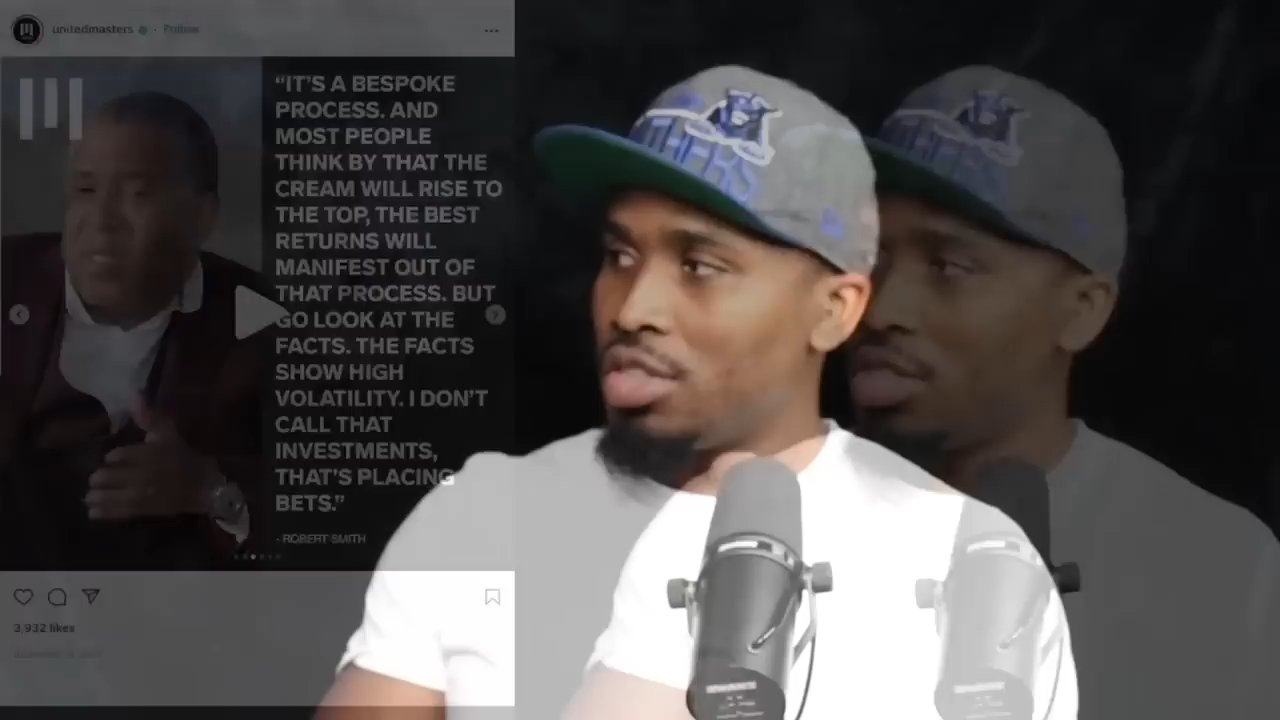 unitedmasters · Follow
“IT’S A BESPOKE
PROCESS. AND
MOST PEOPLE
THINK BY THAT THE
CREAM WILL RISE TO
THE TOP, THE BEST
RETURNS WILL
MANIFEST OUT OF
THAT PROCESS. BUT
GO LOOK AT THE
FACTS. THE FACTS
SHOW HIGH
VOLATILITY. I DON’T
CALL THAT
INVESTMENTS,
THAT’S PLACING
BETS.”
- ROBERT SMITH
3,932 likes